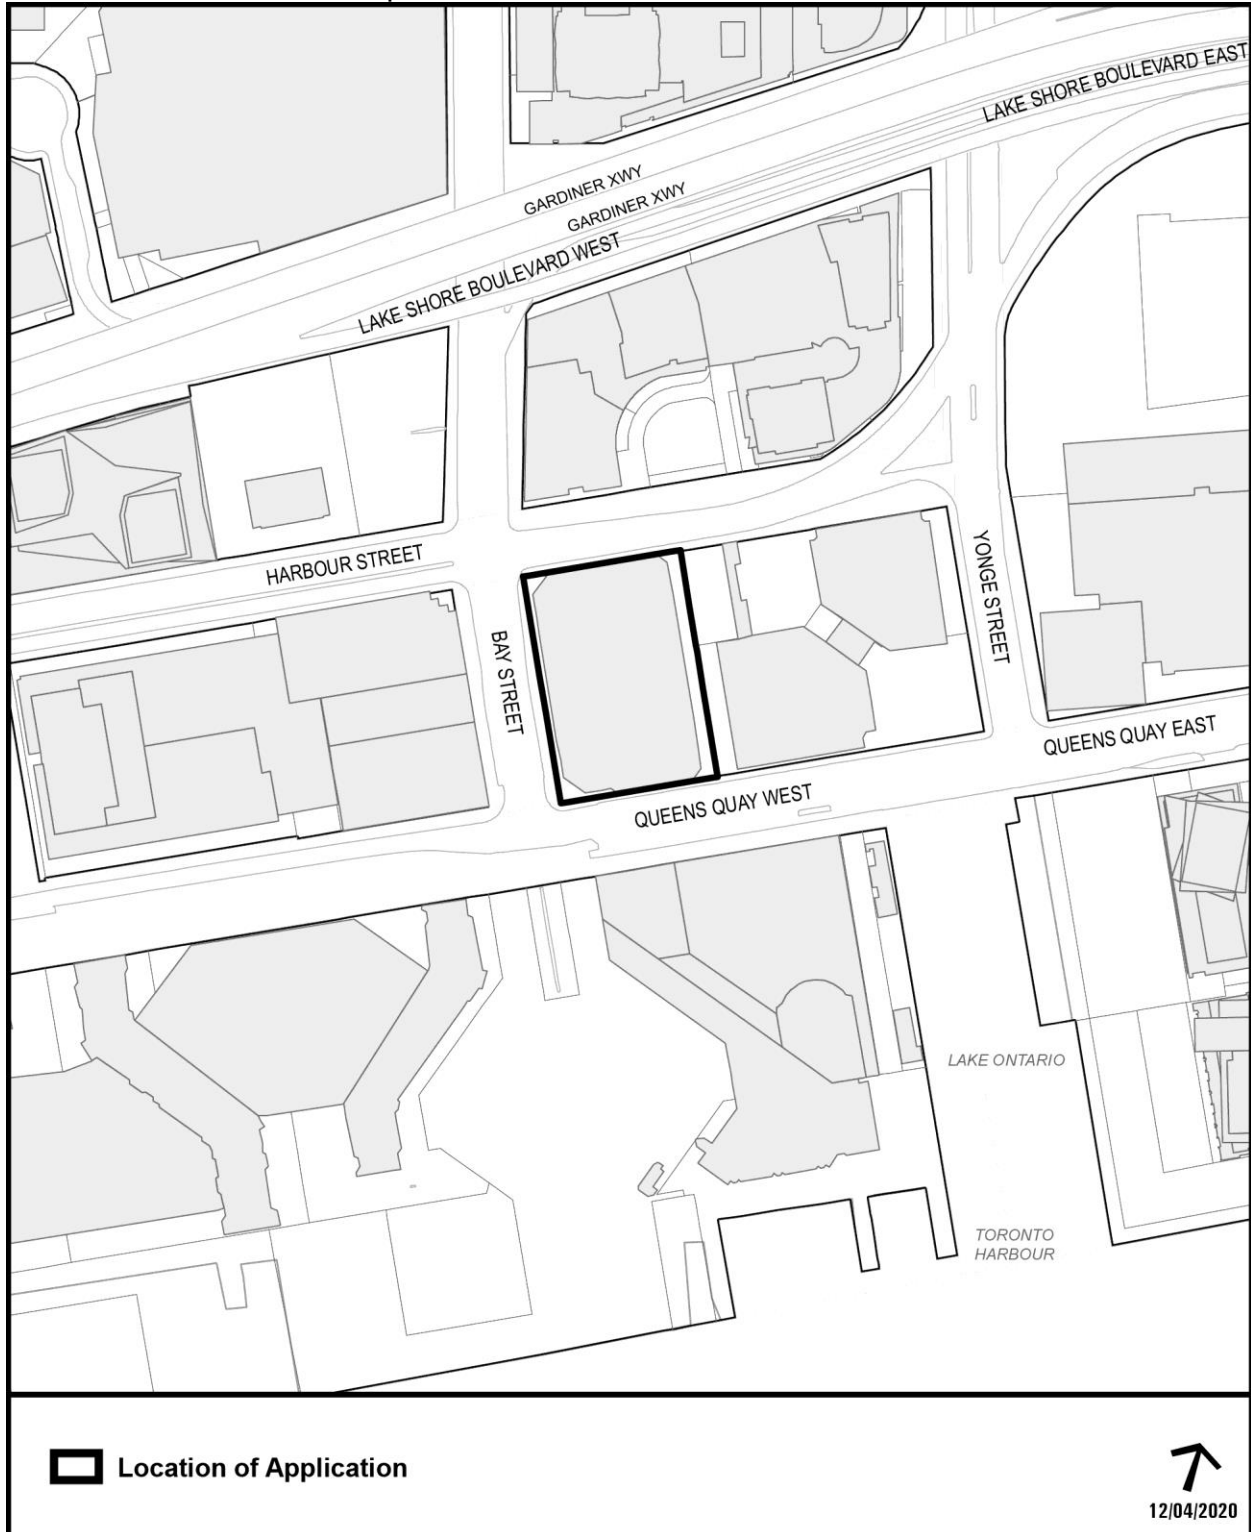 LAKE SHORE BOULEVARD EAST
GARDINER XWY
GARDINER XWY
LAKE SHORE BOULEVARD WEST
HARBOUR STREET
YONGE STREET
BAY STREET
QUEENS QUAY EAST
QUEENS QUAY WEST
LAKE ONTARIO
TORONTO
HARBOUR
Location of Application
12/04/2020